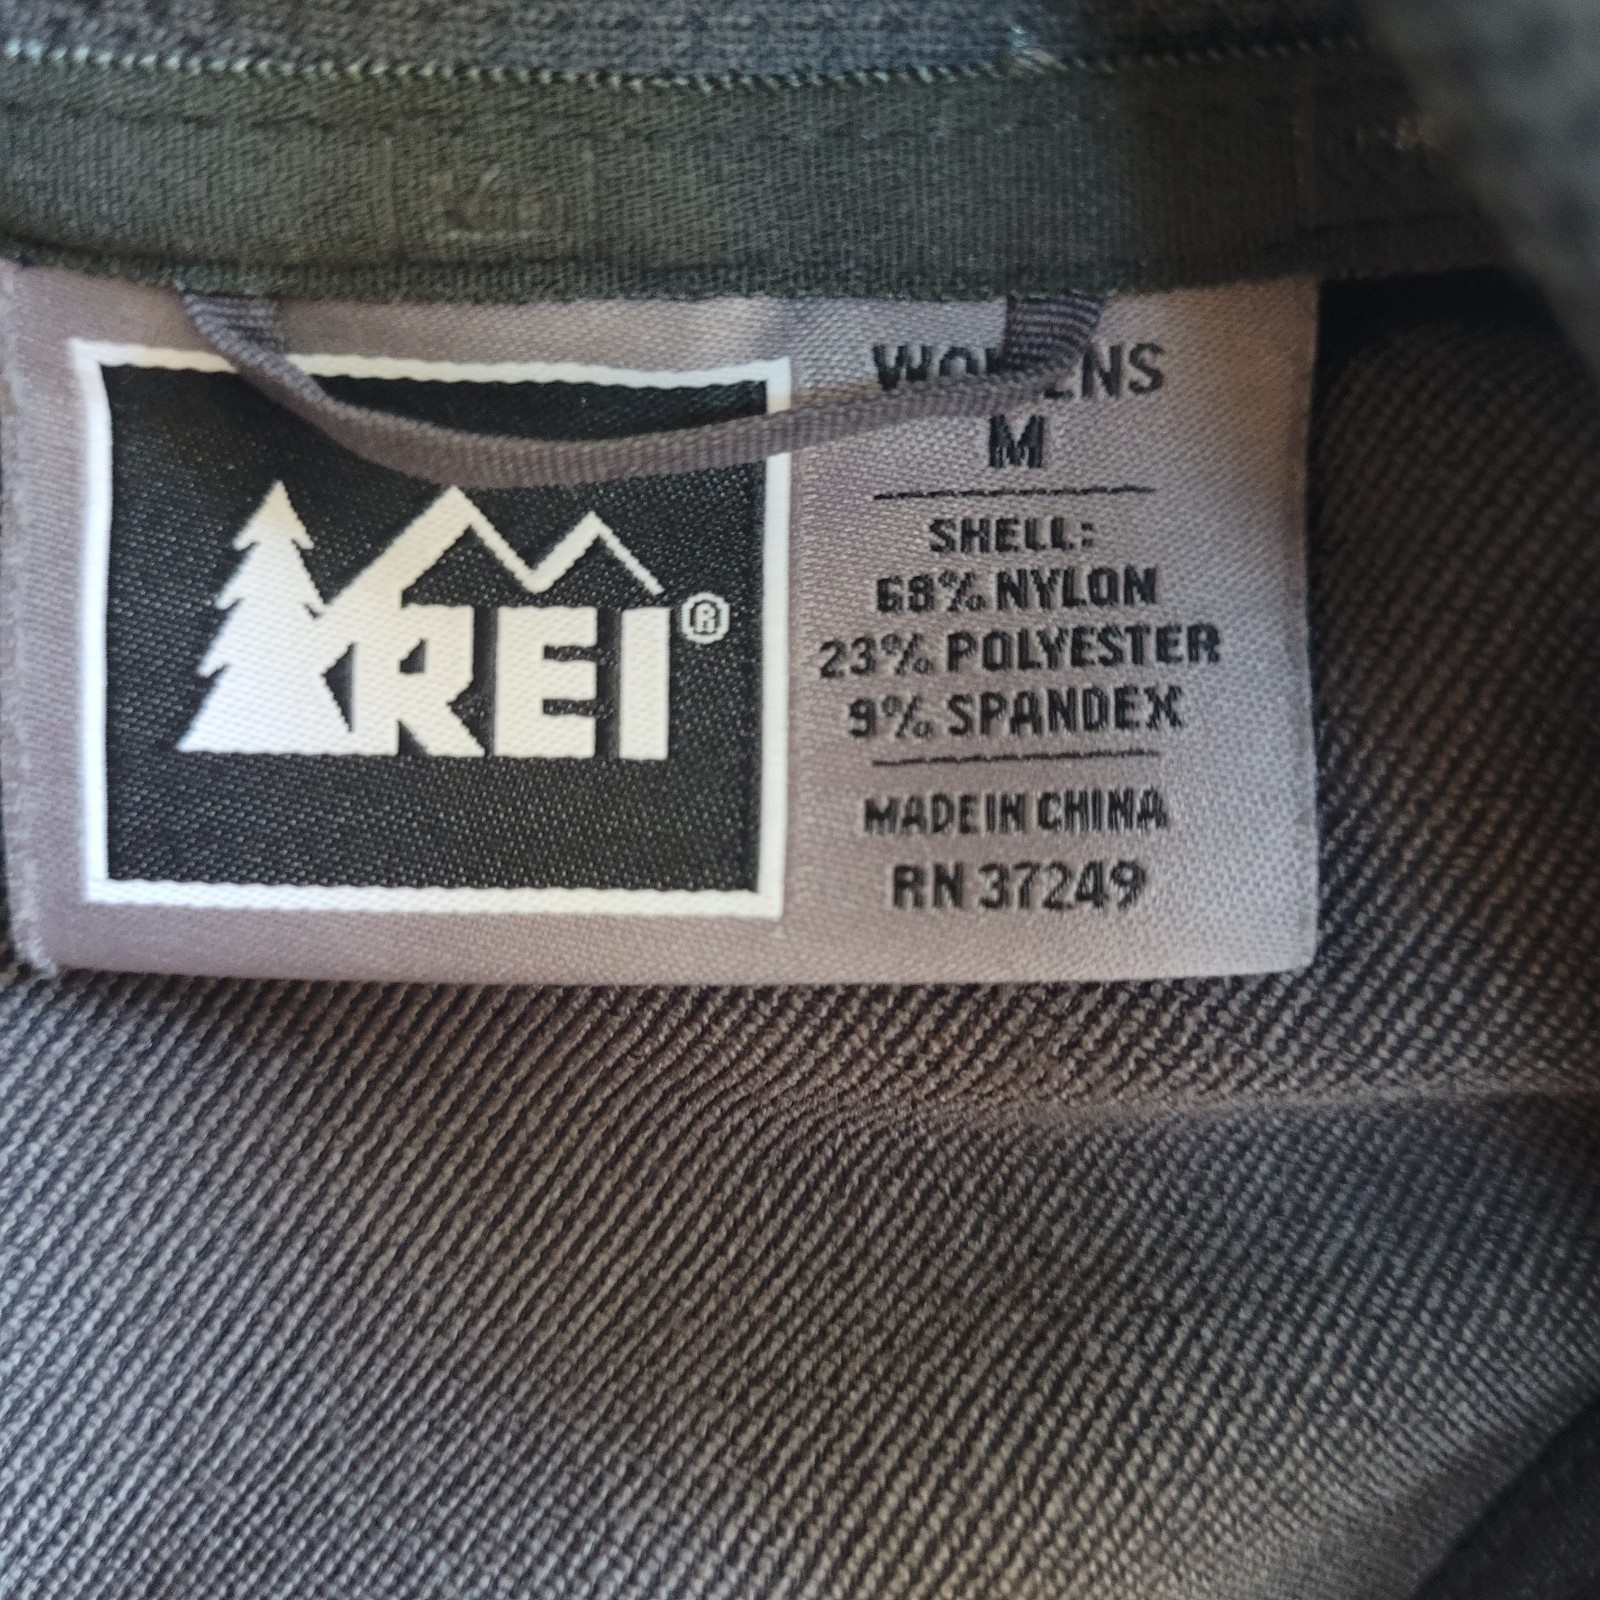 REI®
WOMENS
M
SHELL:
68% NYLON
23% POLYESTER
9% SPANDEX
MADE IN CHINA
RN 37249